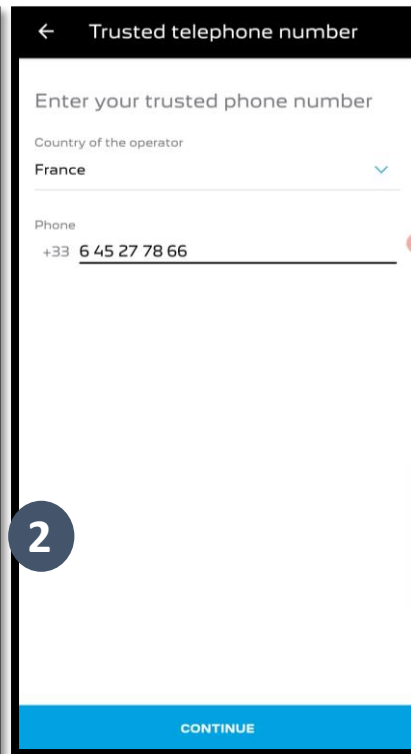 Trusted telephone number
Enter your trusted phone number
Country of the operator
France
Phone
+33 6 45 27 78 66
2
CONTINUE